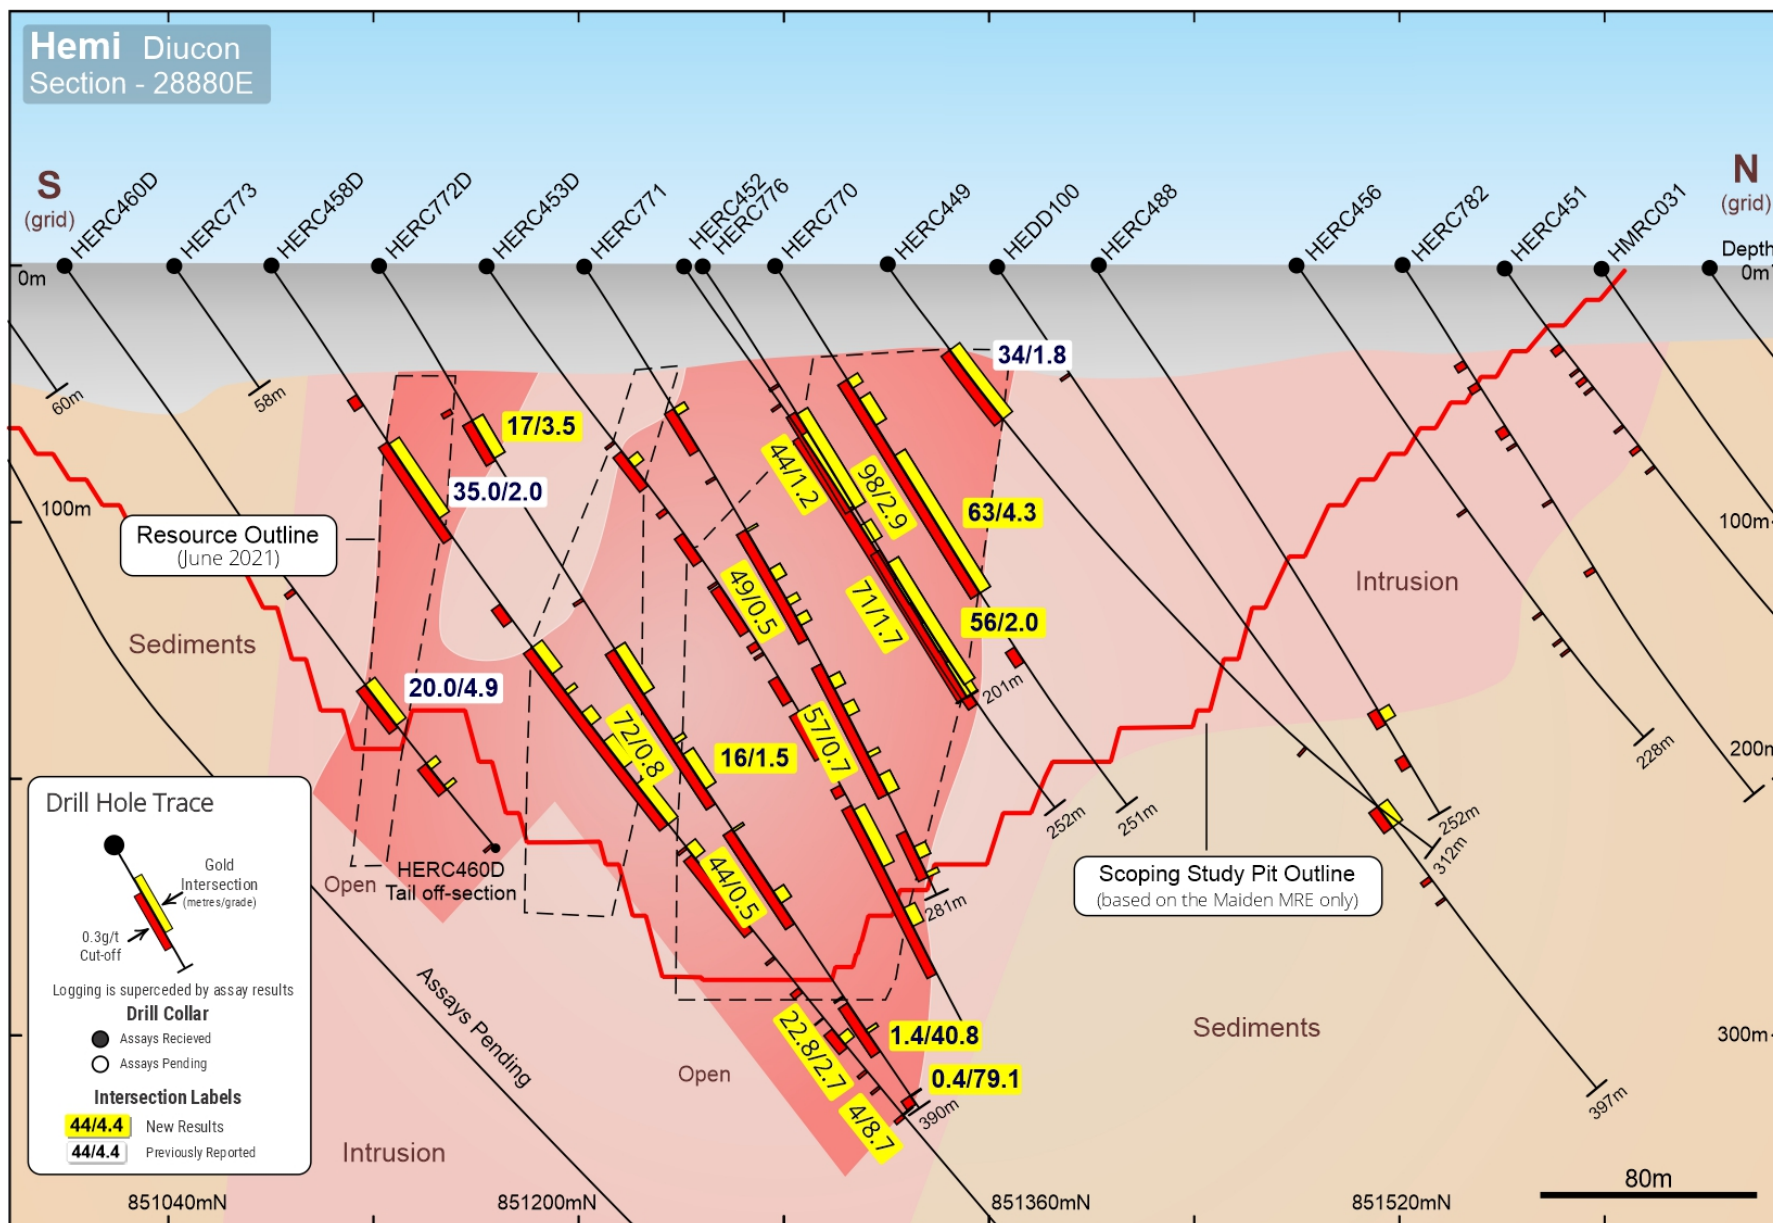 Hemi Diucon
Section - 28880E
S
(grid)
N
(grid)
HERC460D
HERC773
HERC458D
HERC772D
HERC453D
HERC771
HERC452
HERC776
HERC770
HERC449
HEDD100
HERC488
HERC456
HERC782
HERC451
HMRC031
Depth
0m
0m
60m
58m
34/1.8
17/3.5
35.0/2.0
44/1.2
98/2.9
63/4.3
100m
100m
Resource Outline
(June 2021)
49/0.5
71/1.7
56/2.0
Intrusion
Sediments
20.0/4.9
201m
72/0.8
16/1.5
57/0.7
228m
200m
252m
251m
252m
312m
HERC460D
Tail off-section
Open
44/0.5
281m
Scoping Study Pit Outline
(based on the Maiden MRE only)
Drill Hole Trace
Gold
Intersection
(metres/grade)
0.3g/t
Cut-off
Logging is superceded by assay results
Drill Collar
Assays Recieved
Assays Pending
Intersection Labels
44/4.4 New Results
44/4.4 Previously Reported
Assays Pending
Sediments
300m
22.8/2.7
1.4/40.8
Open
0.4/79.1
4/8.7
390m
397m
Intrusion
80m
851040mN
851200mN
851360mN
851520mN